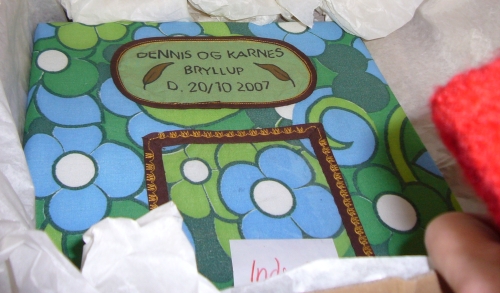 DENNIS OG KARNES
BRYLLUP
D. 20/10 2007